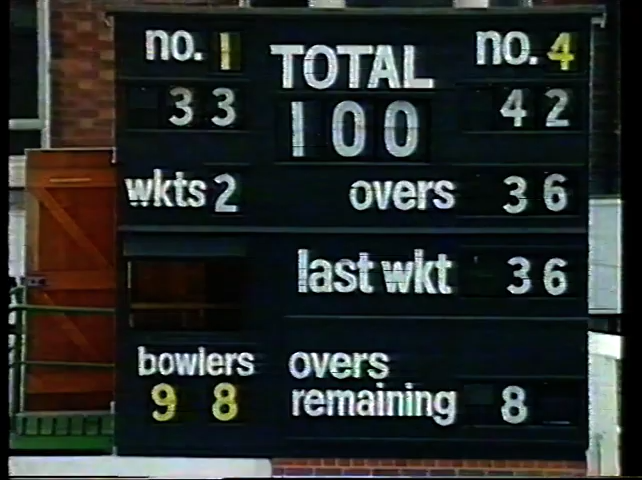 no. 1 TOTAL no. 4
33 100 42
wkts 2 overs 36
last wkt 36
bowlers overs
9 8 remaining 8